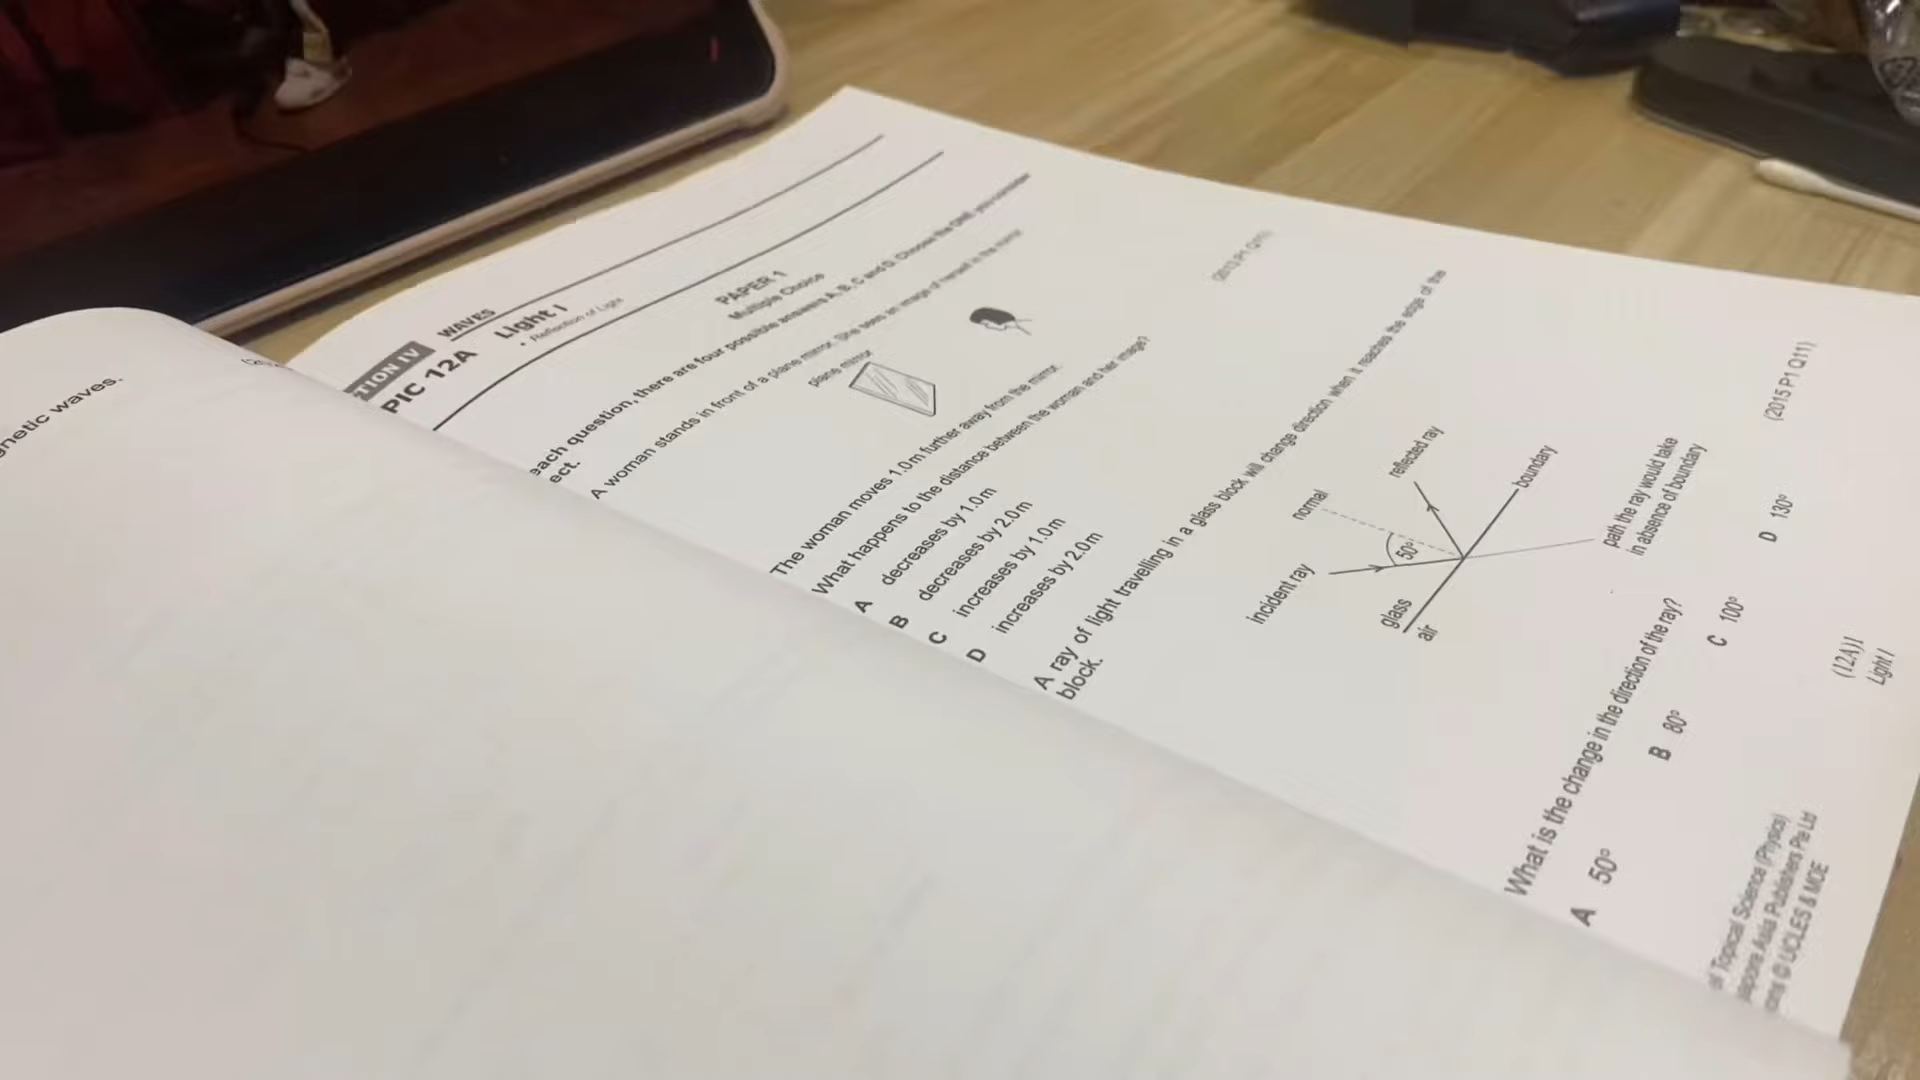 gnetic waves.
TION IV
WAVES
PIC 12A
Light I
• Reflection of Light
PAPER 1
Multiple Choice
each question, there are four possible answers A, B, C and D. Choose the ONE you consider
ect.
A woman stands in front of a plane mirror. She sees an image of herself in the mirror
plane mirror
The woman moves 1.0m further away from the mirror.
What happens to the distance between the woman and her image?
A decreases by 1.0m
B decreases by 2.0m
C increases by 1.0m
D increases by 2.0m
A ray of light travelling in a glass block will change direction when it reaches the edge of the
block.
normal
reflected ray
incident ray
50°
boundary
glass
air
path the ray would take
in absence of boundary
What is the change in the direction of the ray?
A 50° B 80° C 100° D 130°
(2015 P1 Q11)
al Topical Science (Physics)
apore Asia Publishers Pte Ltd
ons © UCLES & MOE
(12A)1
Light I